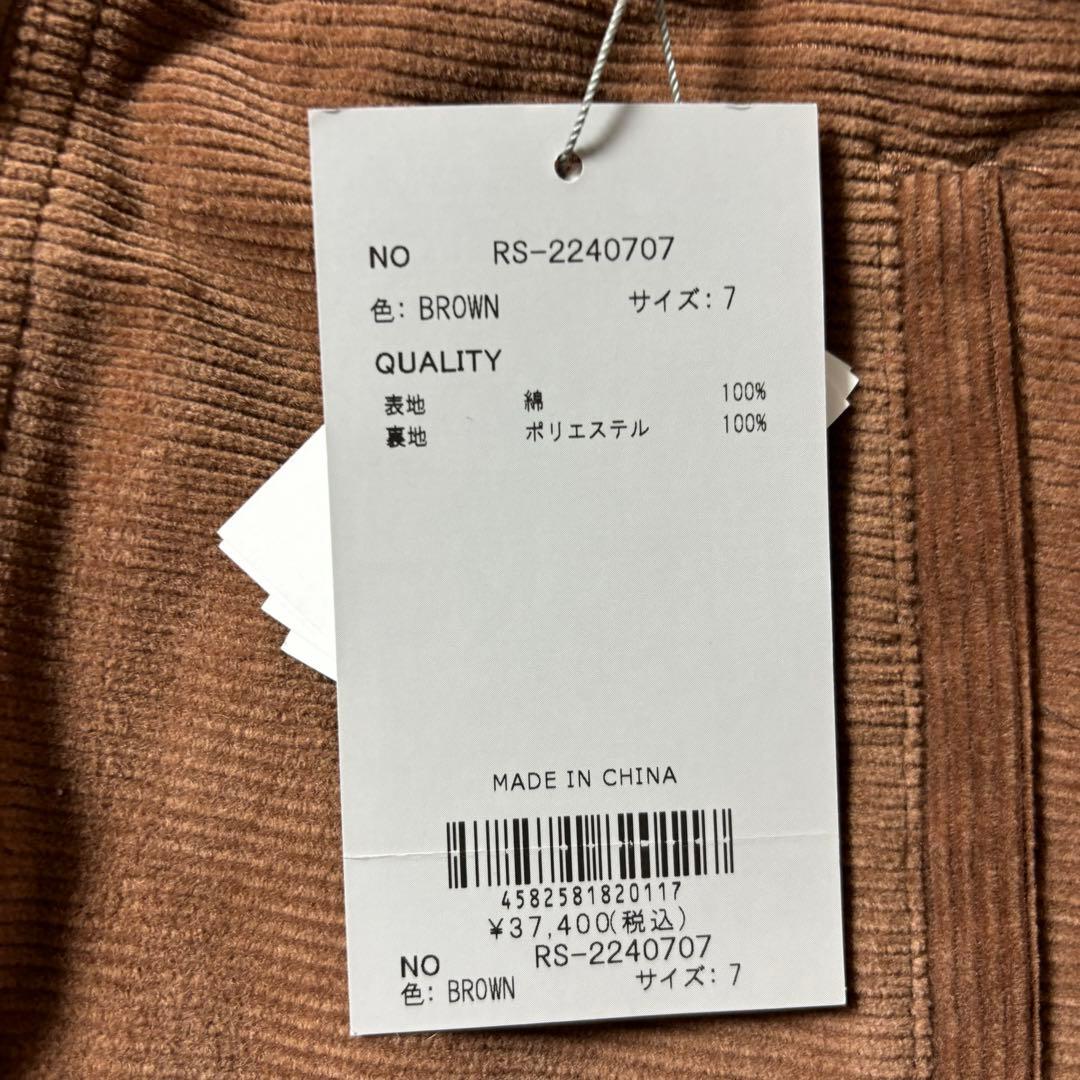 NO RS-2240707
色: BROWN サイズ: 7
QUALITY
表地 綿 100%
裏地 ポリエステル 100%
MADE IN CHINA
4582581820117
¥37,400(税込)
NO RS-2240707
色: BROWN サイズ: 7